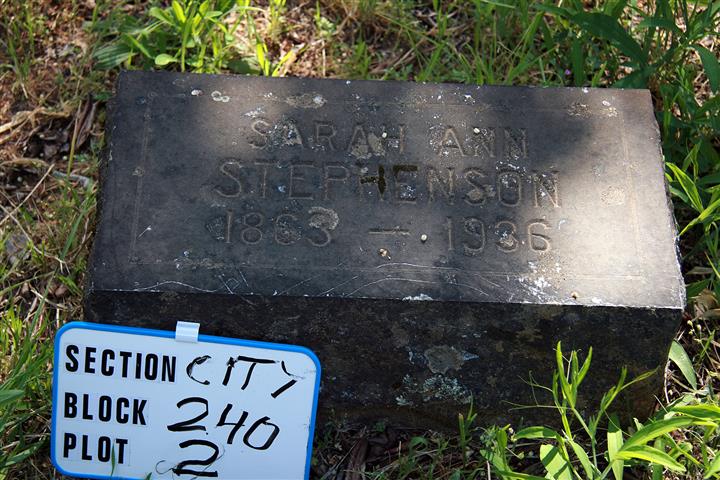 SARAH ANN
STEPHENSON
1863 — 1936
SECTION CITY
BLOCK 240
PLOT 2